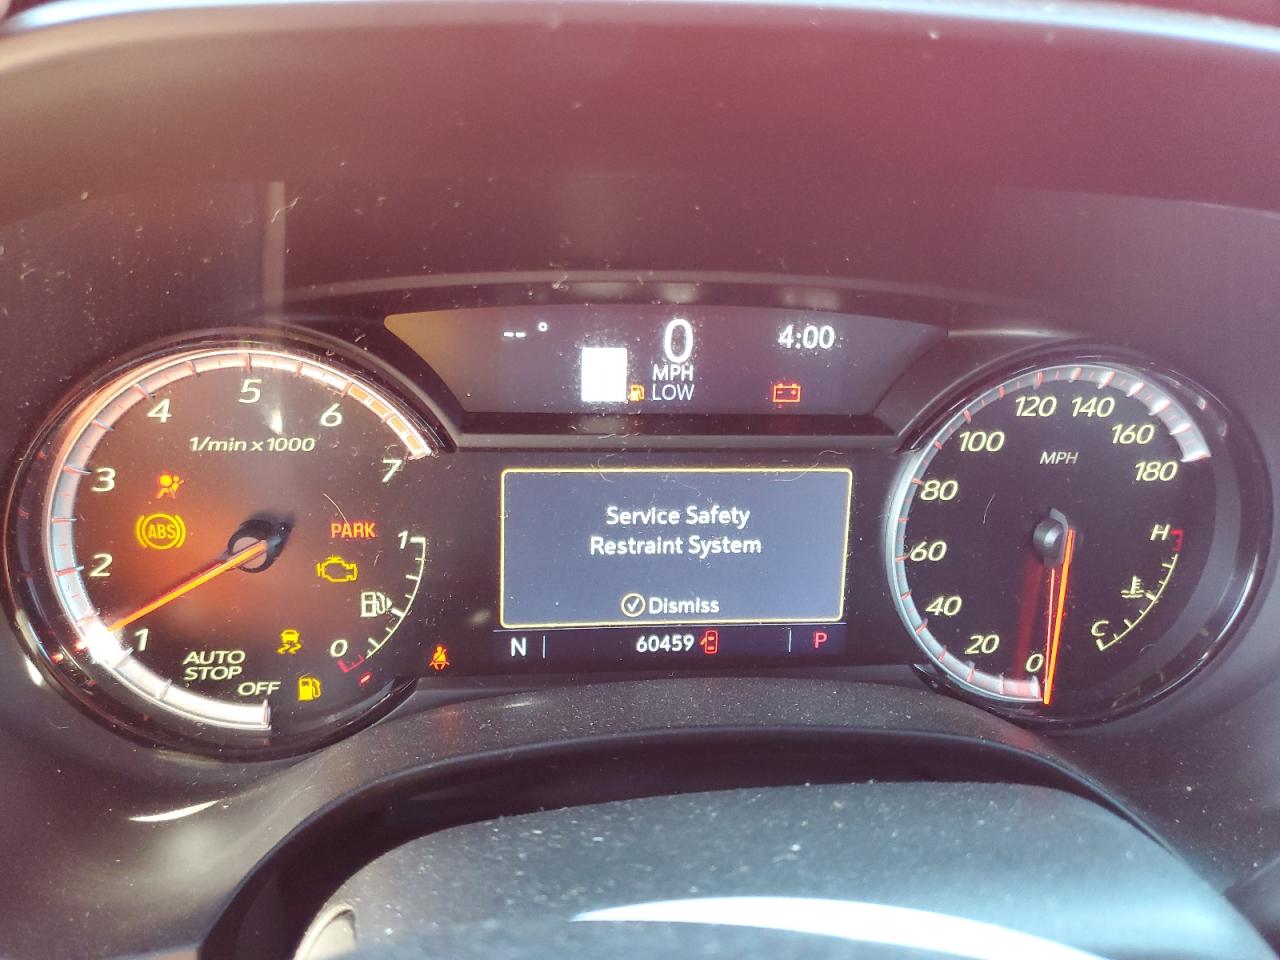 -- °
0
MPH
LOW
4:00
1/min x 1000
1
2
3
4
5
6
7
ABS
PARK
1
0
AUTO
STOP
OFF
Service Safety
Restraint System
Dismiss
N
60459
P
MPH
0
20
40
60
80
100
120
140
160
180
H
C